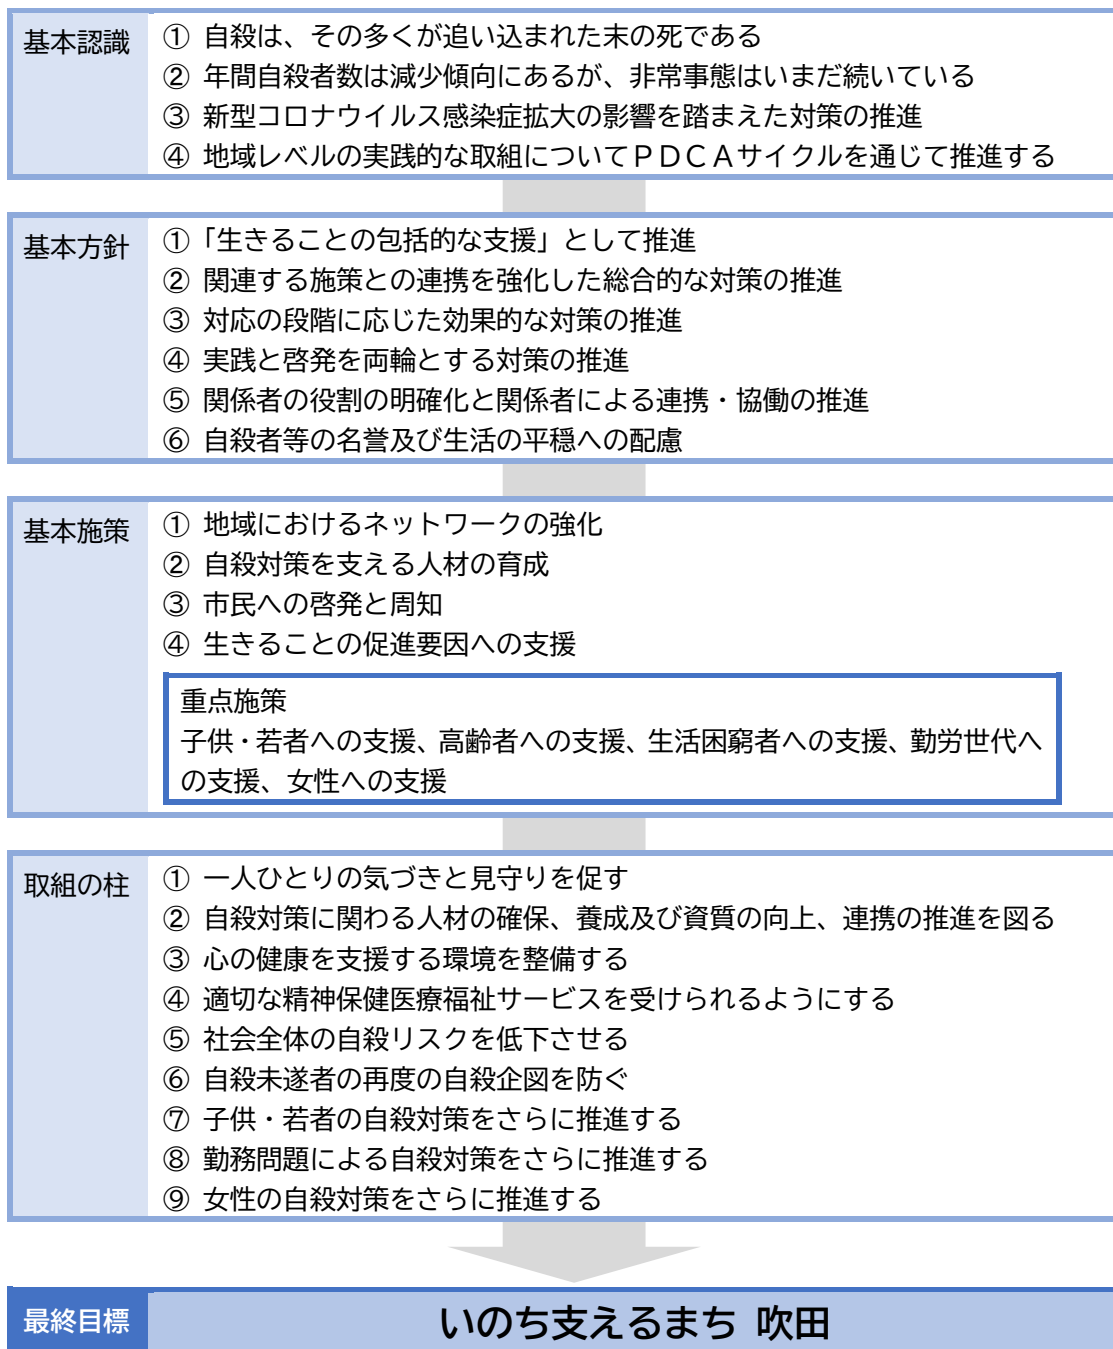 基本認識
① 自殺は、その多くが追い込まれた末の死である
② 年間自殺者数は減少傾向にあるが、非常事態はいまだ続いている
③ 新型コロナウイルス感染症拡大の影響を踏まえた対策の推進
④ 地域レベルの実践的な取組についてＰＤＣＡサイクルを通じて推進する
基本方針
①「生きることの包括的な支援」として推進
② 関連する施策との連携を強化した総合的な対策の推進
③ 対応の段階に応じた効果的な対策の推進
④ 実践と啓発を両輪とする対策の推進
⑤ 関係者の役割の明確化と関係者による連携・協働の推進
⑥ 自殺者等の名誉及び生活の平穏への配慮
基本施策
① 地域におけるネットワークの強化
② 自殺対策を支える人材の育成
③ 市民への啓発と周知
④ 生きることの促進要因への支援
重点施策
子供・若者への支援、高齢者への支援、生活困窮者への支援、勤労世代へ
の支援、女性への支援
取組の柱
① 一人ひとりの気づきと見守りを促す
② 自殺対策に関わる人材の確保、養成及び資質の向上、連携の推進を図る
③ 心の健康を支援する環境を整備する
④ 適切な精神保健医療福祉サービスを受けられるようにする
⑤ 社会全体の自殺リスクを低下させる
⑥ 自殺未遂者の再度の自殺企図を防ぐ
⑦ 子供・若者の自殺対策をさらに推進する
⑧ 勤務問題による自殺対策をさらに推進する
⑨ 女性の自殺対策をさらに推進する
最終目標
いのち支えるまち 吹田